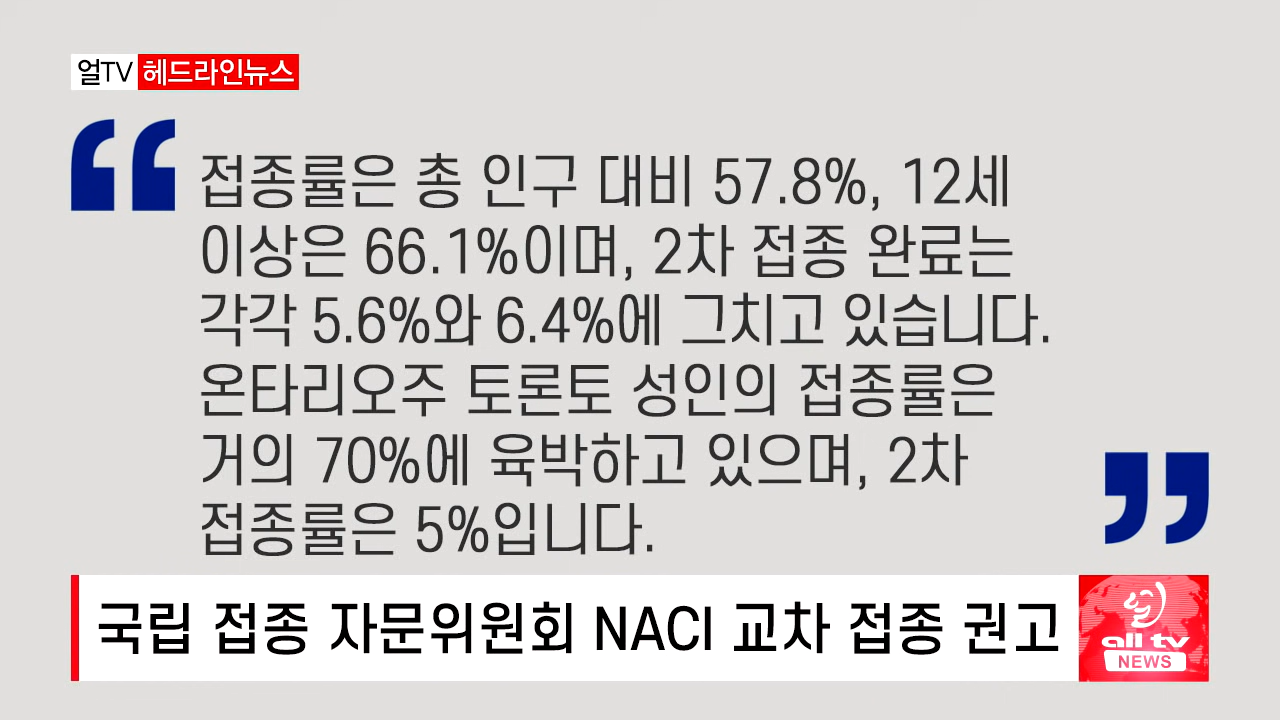 얼TV 헤드라인뉴스
접종률은 총 인구 대비 57.8%, 12세
이상은 66.1%이며, 2차 접종 완료는
각각 5.6%와 6.4%에 그치고 있습니다.
온타리오주 토론토 성인의 접종률은
거의 70%에 육박하고 있으며, 2차
접종률은 5%입니다.
국립 접종 자문위원회 NACI 교차 접종 권고
all tv
NEWS